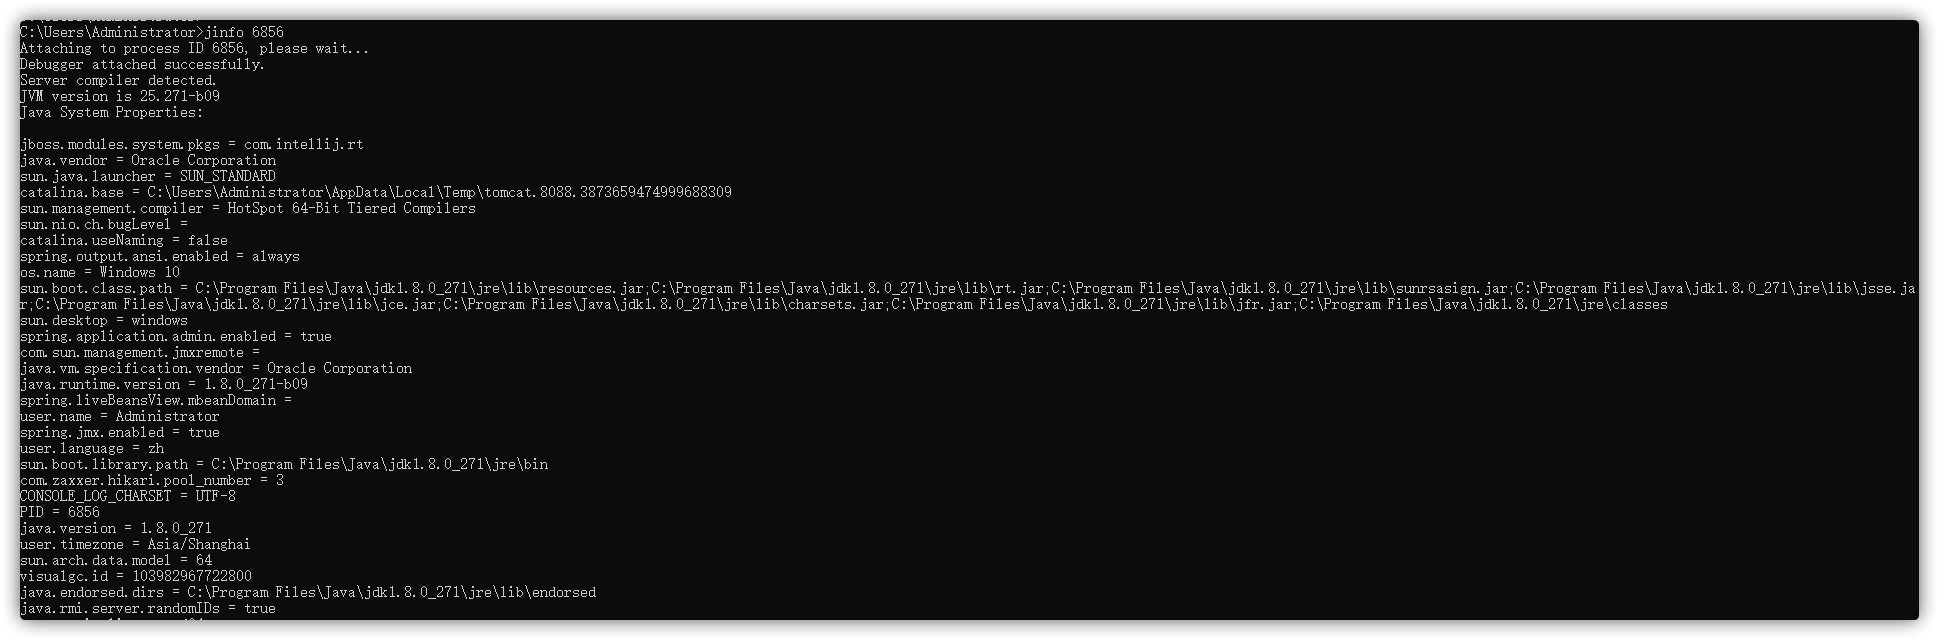 C:\Users\Administrator>jinfo 6856
Attaching to process ID 6856, please wait...
Debugger attached successfully.
Server compiler detected.
JVM version is 25.271-b09
Java System Properties:
jboss.modules.system.pkgs = com.intellij.rt
java.vendor = Oracle Corporation
sun.java.launcher = SUN_STANDARD
catalina.base = C:\Users\Administrator\AppData\Local\Temp\tomcat.8088.3873659474999688309
sun.management.compiler = HotSpot 64-Bit Tiered Compilers
sun.nio.ch.bugLevel =
catalina.useNaming = false
spring.output.ansi.enabled = always
os.name = Windows 10
sun.boot.class.path = C:\Program Files\Java\jdk1.8.0_271\jre\lib\resources.jar;C:\Program Files\Java\jdk1.8.0_271\jre\lib\rt.jar;C:\Program Files\Java\jdk1.8.0_271\jre\lib\sunrsasign.jar;C:\Program Files\Java\jdk1.8.0_271\jre\lib\jsse.ja
r;C:\Program Files\Java\jdk1.8.0_271\jre\lib\jce.jar;C:\Program Files\Java\jdk1.8.0_271\jre\lib\charsets.jar;C:\Program Files\Java\jdk1.8.0_271\jre\lib\jfr.jar;C:\Program Files\Java\jdk1.8.0_271\jre\classes
sun.desktop = windows
spring.application.admin.enabled = true
com.sun.management.jmxremote =
java.vm.specification.vendor = Oracle Corporation
java.runtime.version = 1.8.0_271-b09
spring.liveBeansView.mbeanDomain =
user.name = Administrator
spring.jmx.enabled = true
user.language = zh
sun.boot.library.path = C:\Program Files\Java\jdk1.8.0_271\jre\bin
com.zaxxer.hikari.pool_number = 3
CONSOLE_LOG_CHARSET = UTF-8
PID = 6856
java.version = 1.8.0_271
user.timezone = Asia/Shanghai
sun.arch.data.model = 64
visualgc.id = 103982967722800
java.endorsed.dirs = C:\Program Files\Java\jdk1.8.0_271\jre\lib\endorsed
java.rmi.server.randomIDs = true